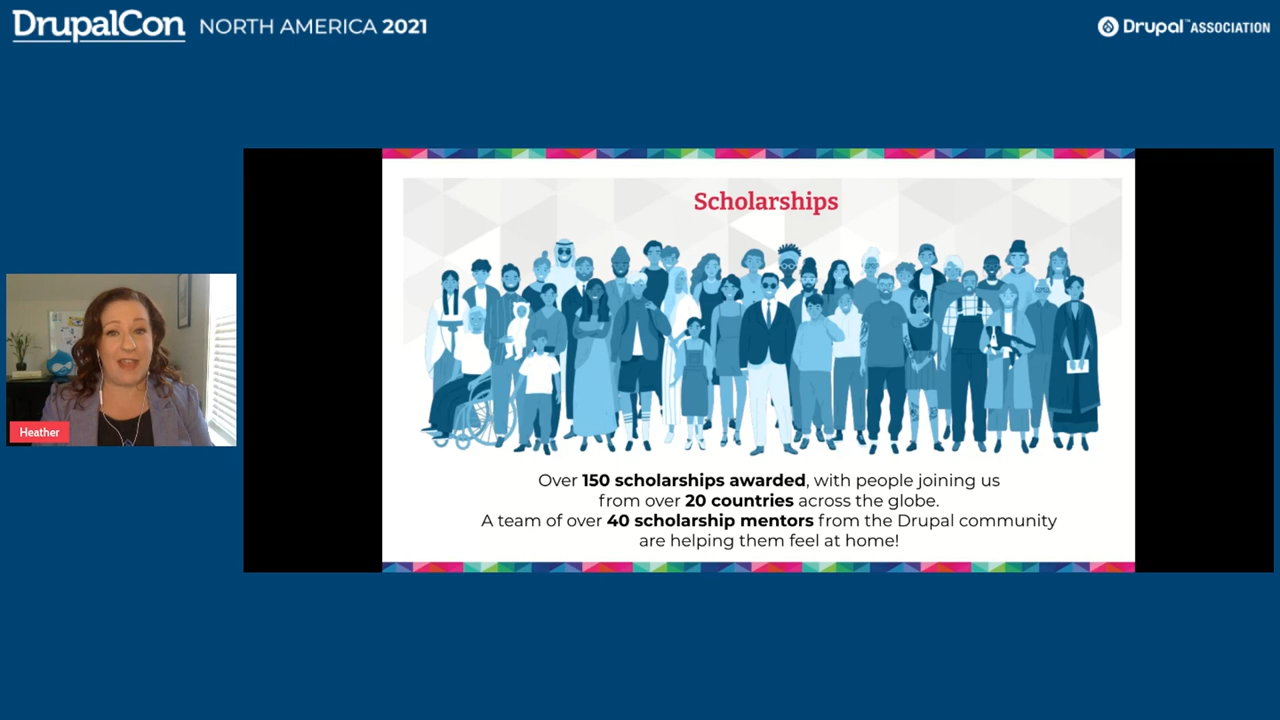 DrupalCon NORTH AMERICA 2021
Drupal™ ASSOCIATION
Scholarships
Heather
Over 150 scholarships awarded, with people joining us
from over 20 countries across the globe.
A team of over 40 scholarship mentors from the Drupal community
are helping them feel at home!